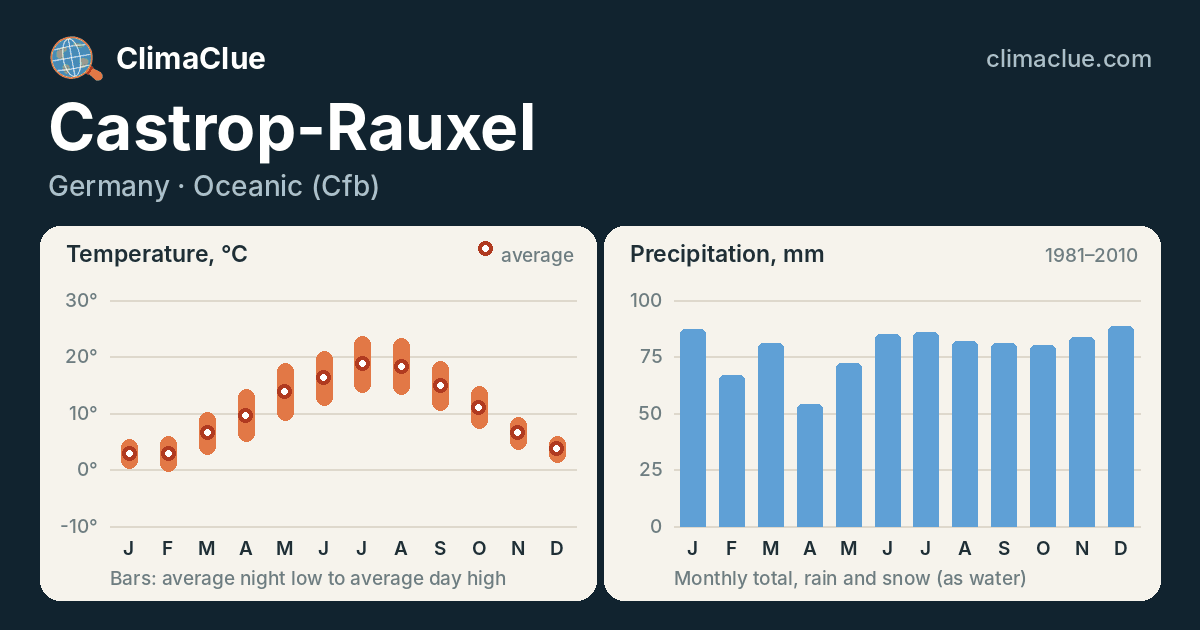 ClimaClue
climaclue.com
Castrop-Rauxel
Germany · Oceanic (Cfb)
Temperature, °C
average
30°
20°
10°
0°
-10°
J F M A M J J A S O N D
Bars: average night low to average day high
Precipitation, mm
1981–2010
100
75
50
25
0
J F M A M J J A S O N D
Monthly total, rain and snow (as water)